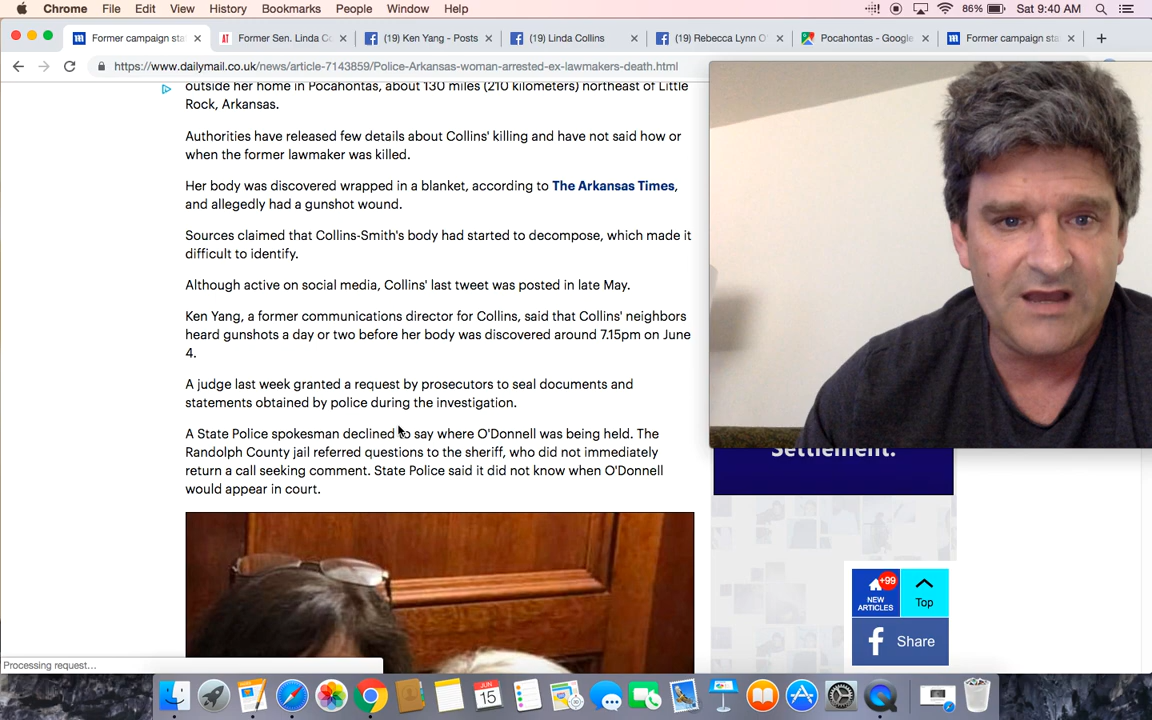 Chrome File Edit View History Bookmarks People Window Help 86% Sat 9:40 AM
Former campaign sta
Former Sen. Linda C
(19) Ken Yang - Posts
(19) Linda Collins
(19) Rebecca Lynn O'
Pocahontas - Google
Former campaign sta
https://www.dailymail.co.uk/news/article-7143859/Police-Arkansas-woman-arrested-ex-lawmakers-death.html
outside her home in Pocahontas, about 130 miles (210 kilometers) northeast of Little
Rock, Arkansas.
Authorities have released few details about Collins' killing and have not said how or
when the former lawmaker was killed.
Her body was discovered wrapped in a blanket, according to The Arkansas Times,
and allegedly had a gunshot wound.
Sources claimed that Collins-Smith's body had started to decompose, which made it
difficult to identify.
Although active on social media, Collins' last tweet was posted in late May.
Ken Yang, a former communications director for Collins, said that Collins' neighbors
heard gunshots a day or two before her body was discovered around 7.15pm on June
4.
A judge last week granted a request by prosecutors to seal documents and
statements obtained by police during the investigation.
A State Police spokesman declined to say where O'Donnell was being held. The
Randolph County jail referred questions to the sheriff, who did not immediately
return a call seeking comment. State Police said it did not know when O'Donnell
would appear in court.
Settlement.
+99
NEW
ARTICLES
Top
Share
Processing request...
JUN
15